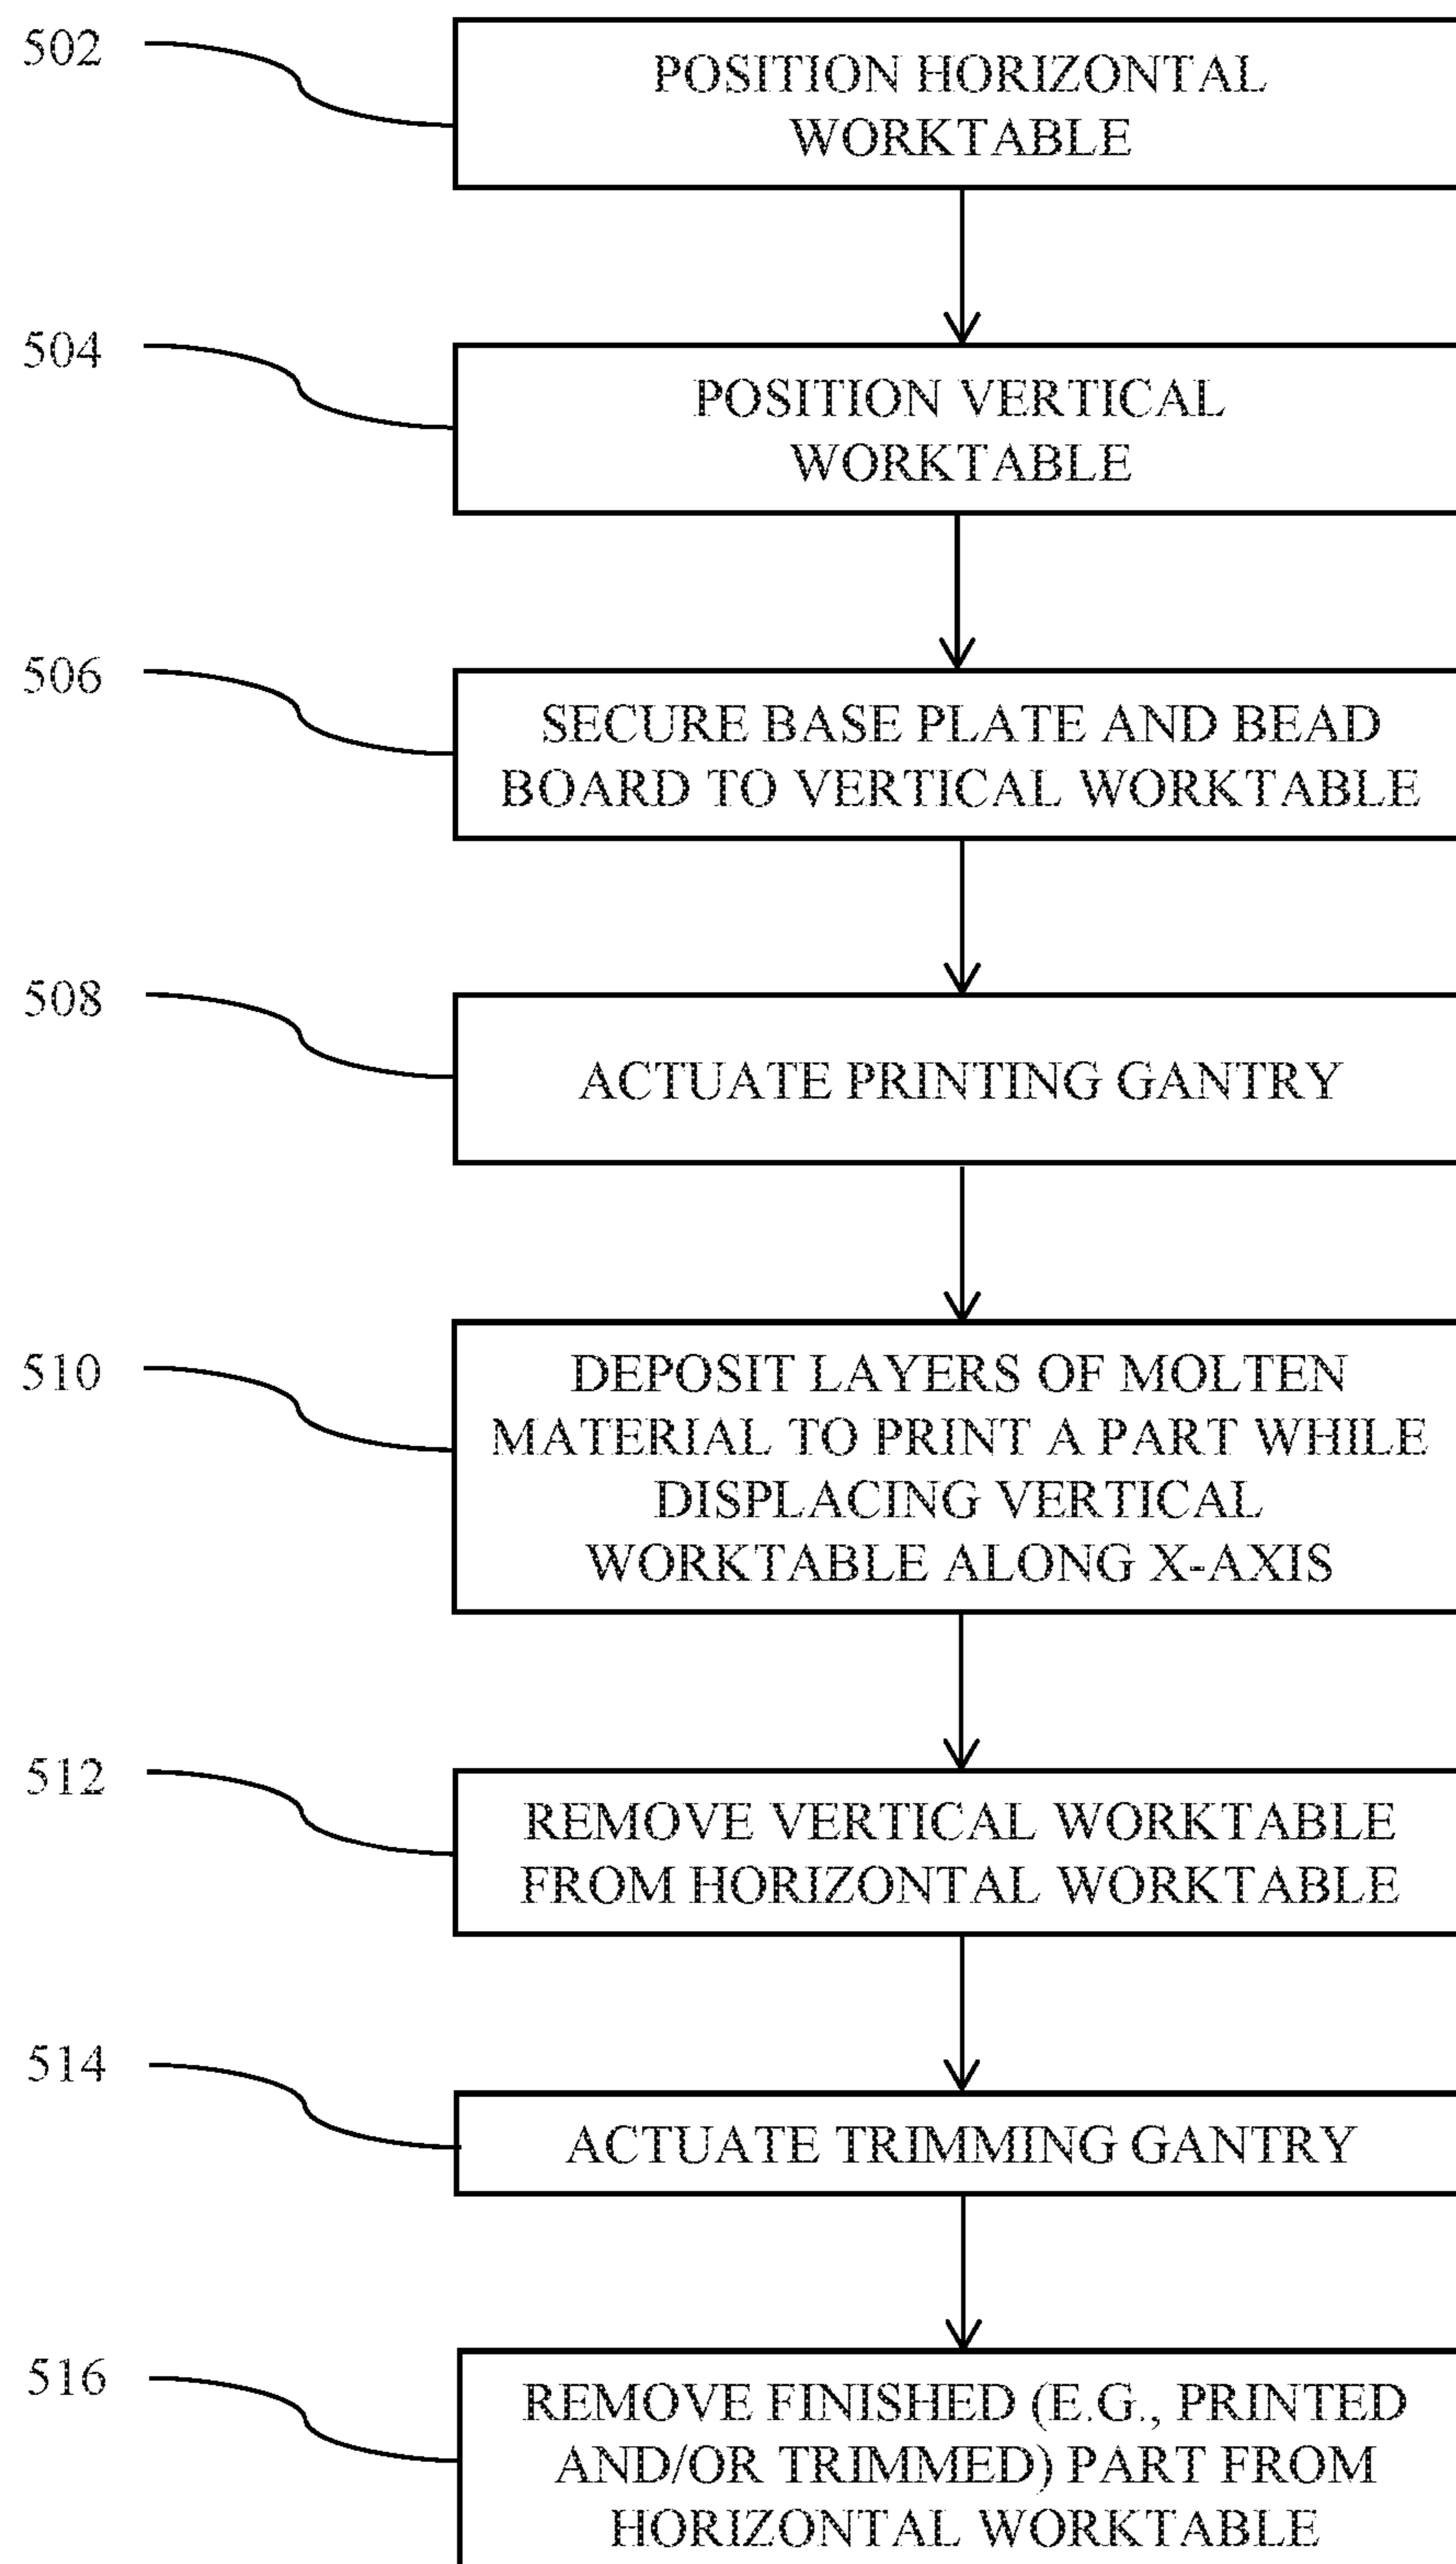 502
POSITION HORIZONTAL
WORKTABLE
504
POSITION VERTICAL
WORKTABLE
506
SECURE BASE PLATE AND BEAD
BOARD TO VERTICAL WORKTABLE
508
ACTUATE PRINTING GANTRY
510
DEPOSIT LAYERS OF MOLTEN
MATERIAL TO PRINT A PART WHILE
DISPLACING VERTICAL
WORKTABLE ALONG X-AXIS
512
REMOVE VERTICAL WORKTABLE
FROM HORIZONTAL WORKTABLE
514
ACTUATE TRIMMING GANTRY
516
REMOVE FINISHED (E.G., PRINTED
AND/OR TRIMMED) PART FROM
HORIZONTAL WORKTABLE